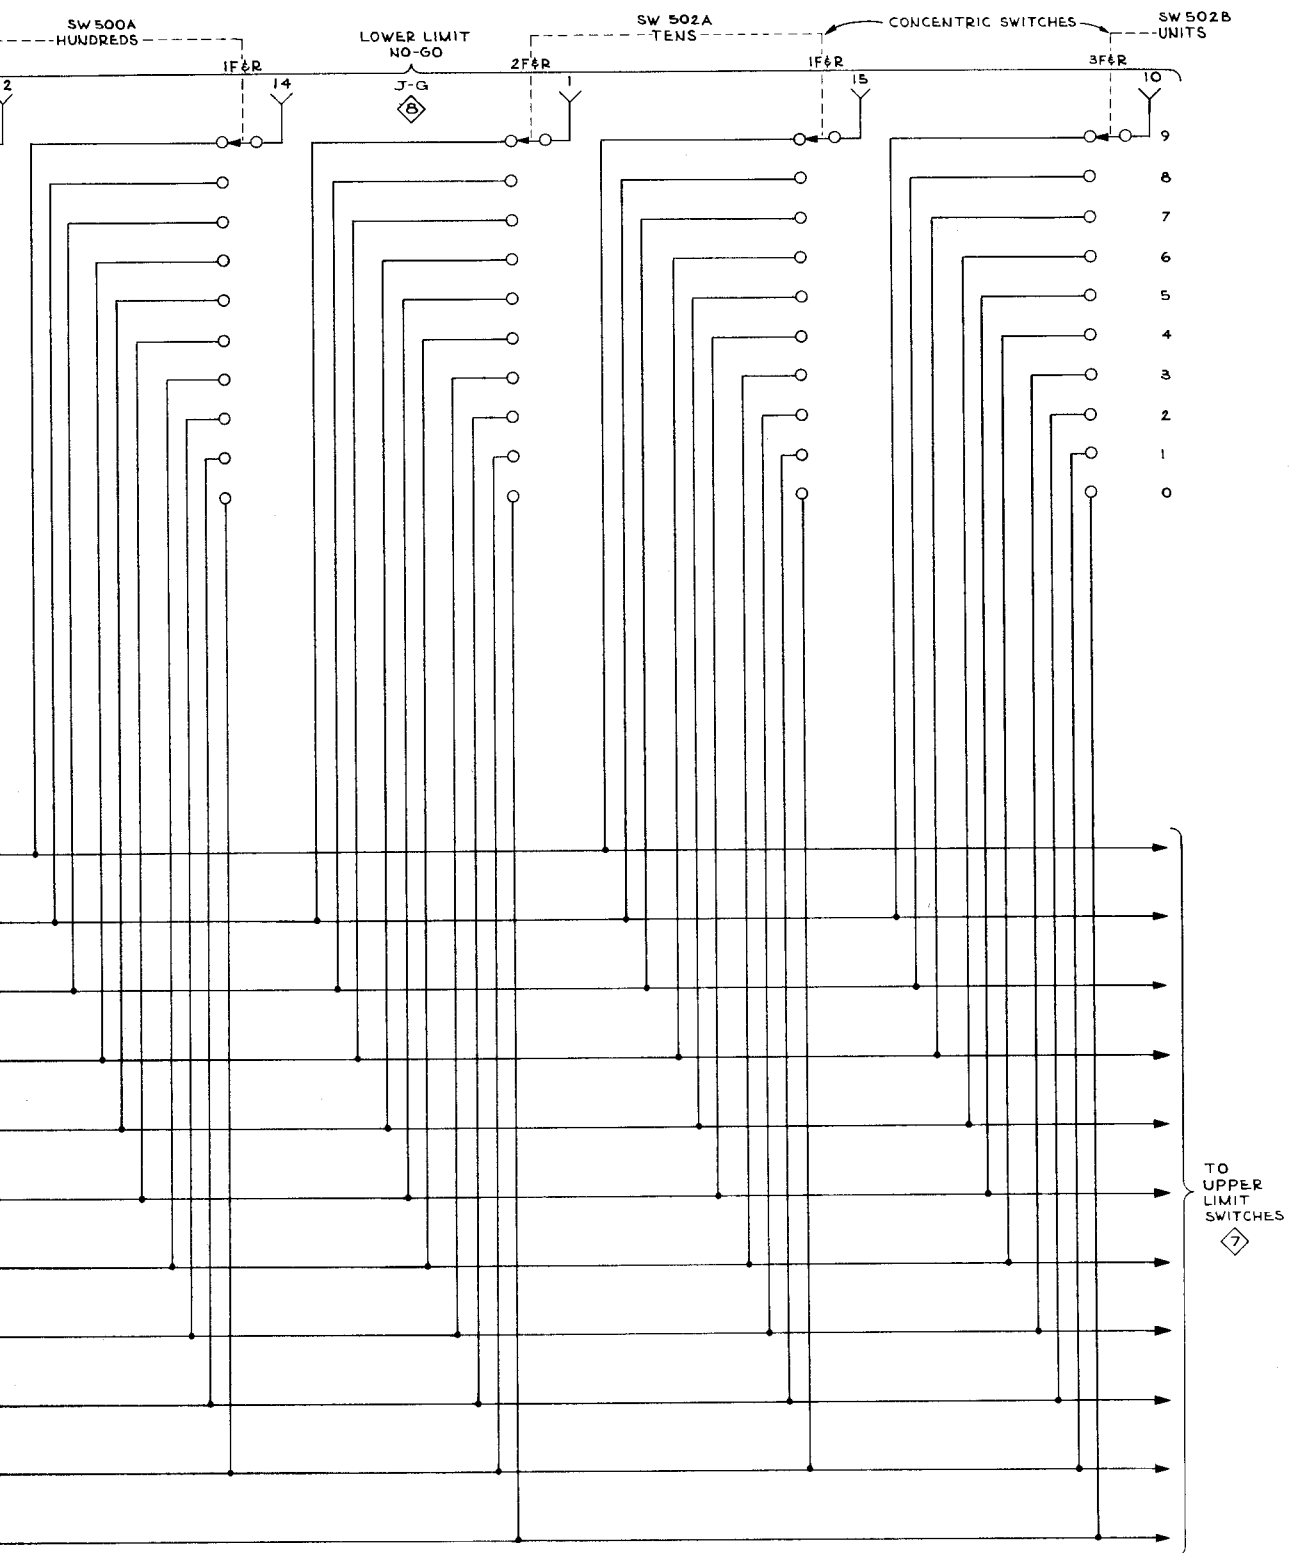 SW 500A
HUNDREDS
LOWER LIMIT
NO-GO
SW 502A
TENS
CONCENTRIC SWITCHES
SW 502B
UNITS
1F&R
2F&R
1F&R
3F&R
2
14
J-G
8
1
15
10
9
8
7
6
5
4
3
2
1
0
TO
UPPER
LIMIT
SWITCHES
7